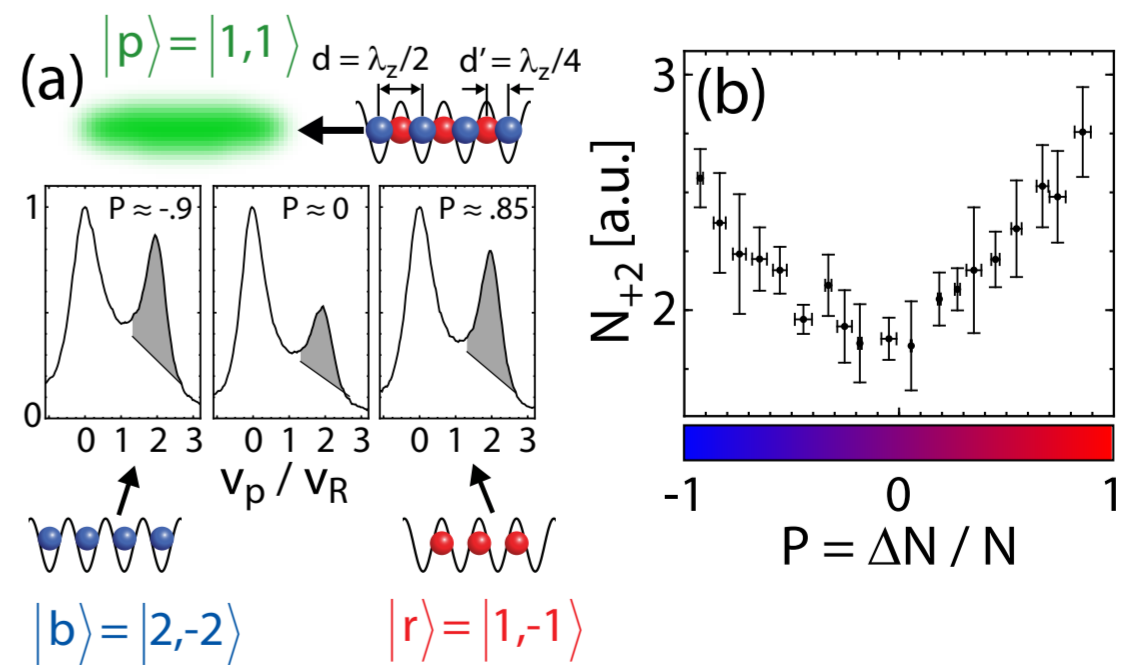 (a)
|p⟩=|1,1⟩
d = λz/2 d' = λz/4
P ≈ -.9 P ≈ 0 P ≈ .85
1
0
0 1 2 3 0 1 2 3 0 1 2 3
vp / vR
|b⟩=|2,-2⟩ |r⟩=|1,-1⟩
(b)
3
2
N+2 [a.u.]
-1 0 1
P = ΔN / N